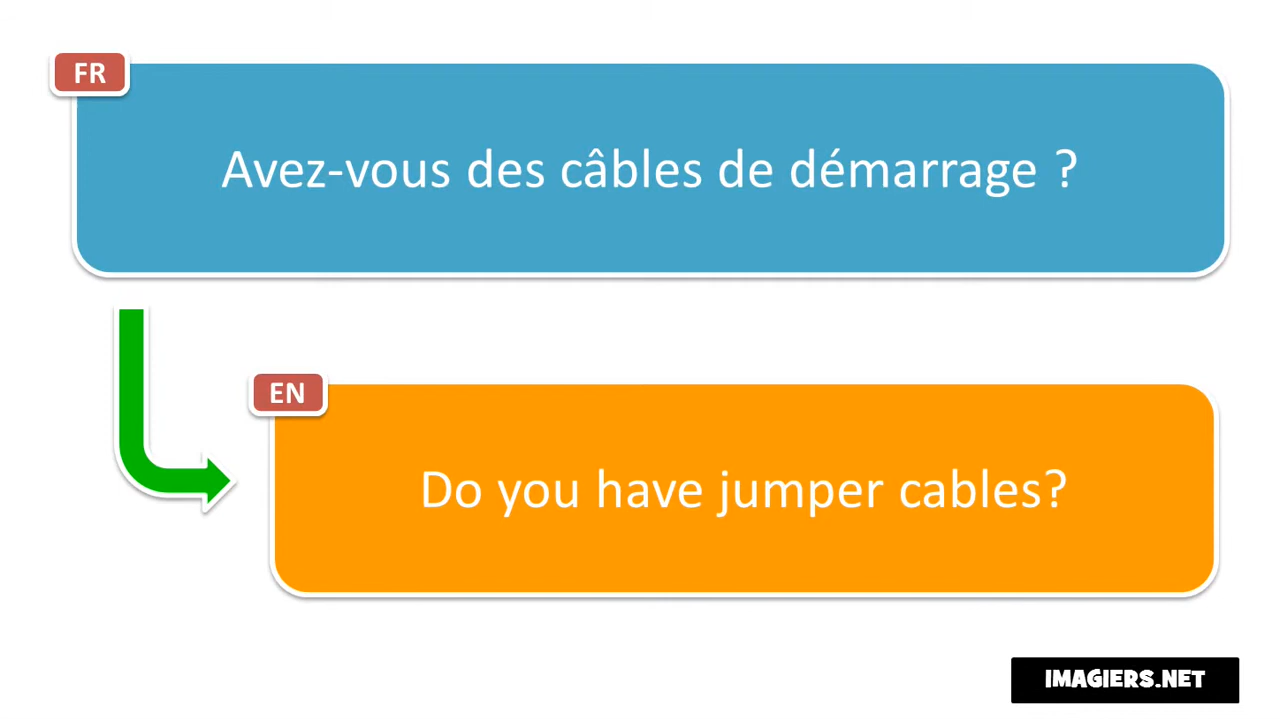 FR
Avez-vous des câbles de démarrage ?
EN
Do you have jumper cables?
IMAGIERS.NET